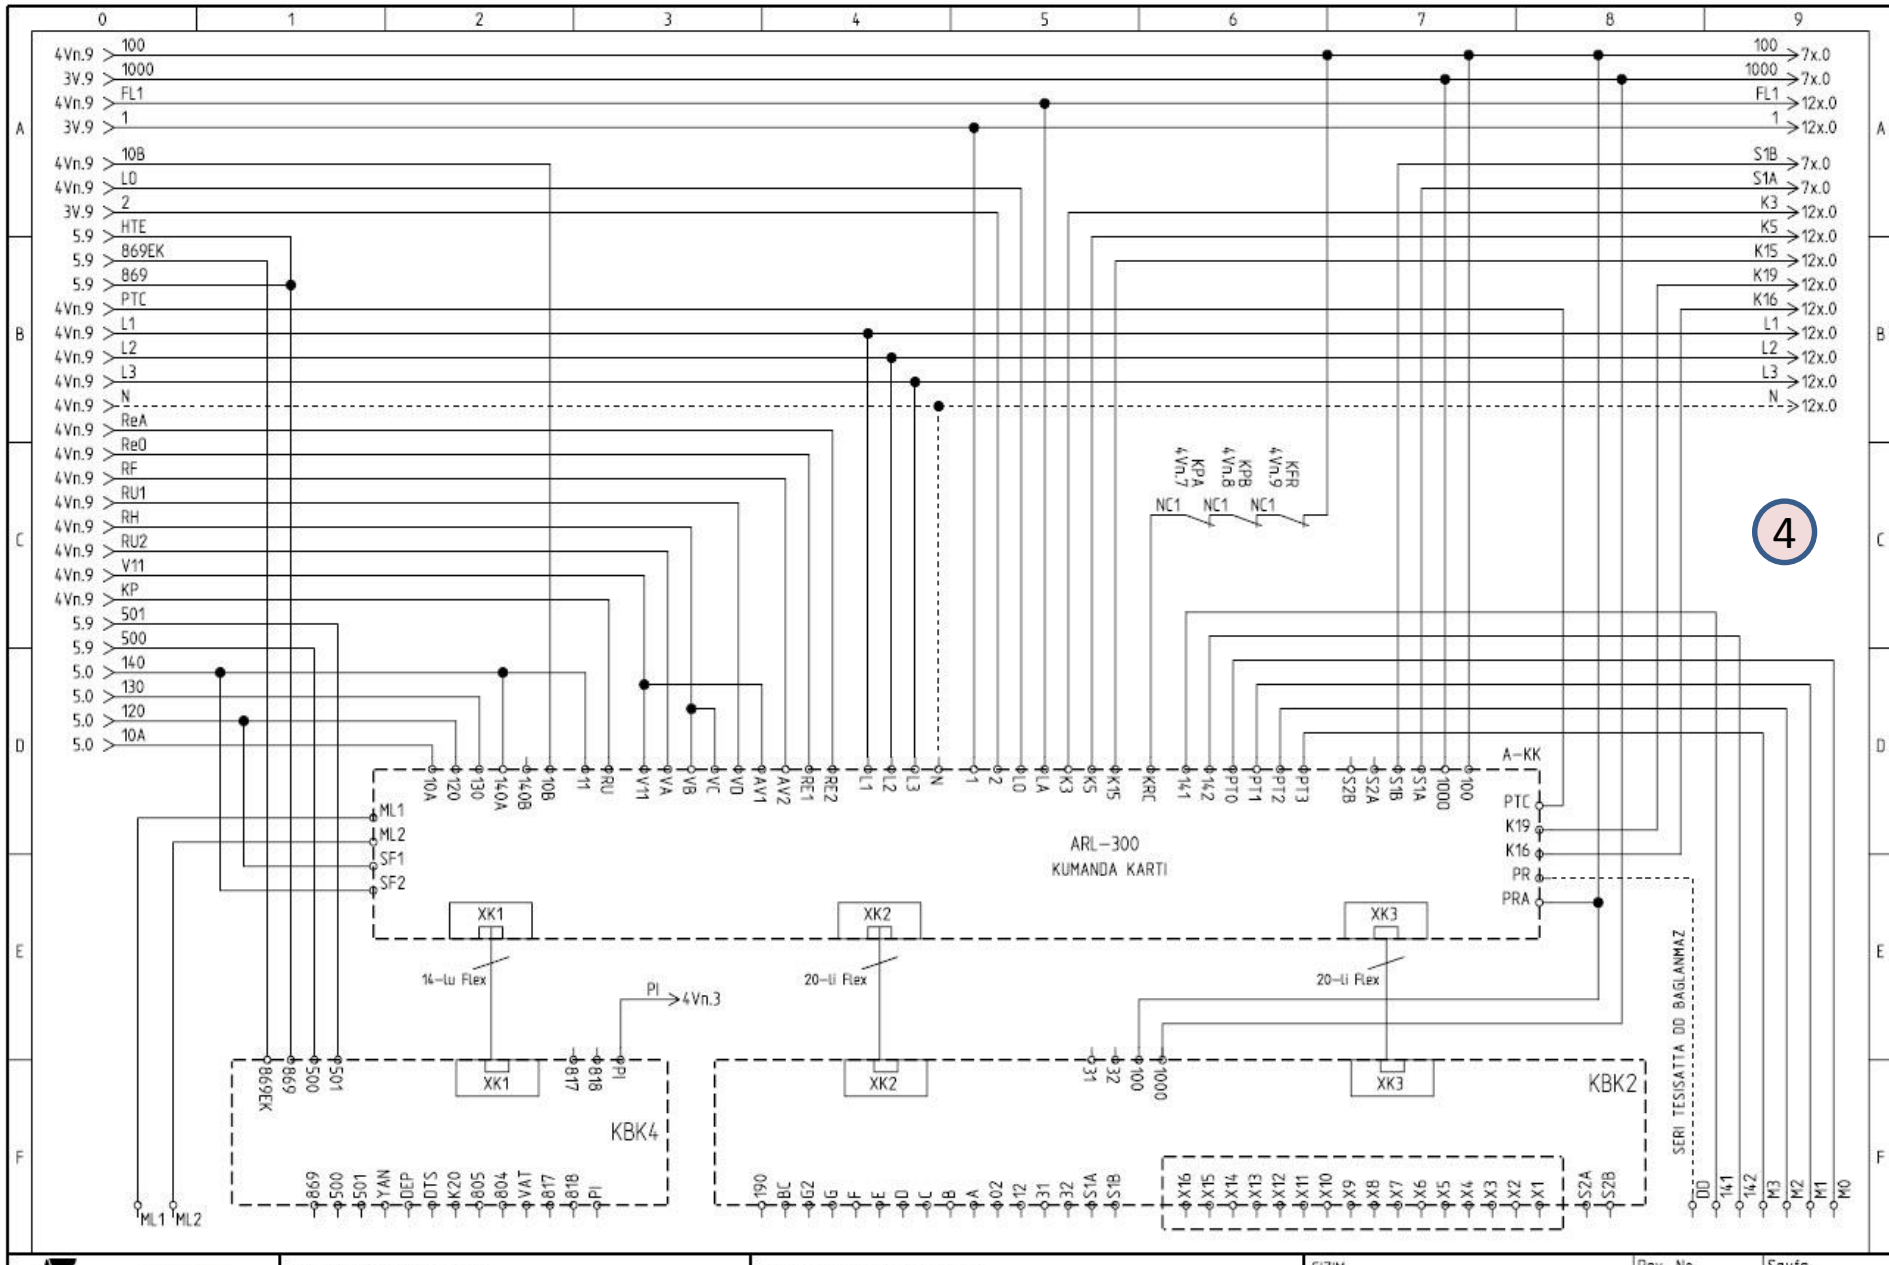 0 1 2 3 4 5 6 7 8 9
4Vn.9 100 100 7x.0
3V.9 1000 1000 7x.0
4Vn.9 FL1 FL1 12x.0
A 3V.9 1 1 12x.0 A
4Vn.9 10B S1B 7x.0
4Vn.9 L0 S1A 7x.0
3V.9 2 K3 12x.0
5.9 HTE K5 12x.0
5.9 869EK K15 12x.0
5.9 869 K19 12x.0
4Vn.9 PTC K16 12x.0
B 4Vn.9 L1 L1 12x.0 B
4Vn.9 L2 L2 12x.0
4Vn.9 L3 L3 12x.0
4Vn.9 N N 12x.0
4Vn.9 ReA
4Vn.9 Re0
4Vn.9 RF
4Vn.9 RU1
4Vn.9 RH
4Vn.9 RU2
4Vn.9 V11
4Vn.9 KP
5.9 501
5.9 500
5.0 140
5.0 130
5.0 120
5.0 10A
KPA 4Vn.7 KPB 4Vn.8 KFR 4Vn.9
NC1 NC1 NC1
C 4 C
D D
A-KK
10A 120 130 140A 140B 10B 11 RU V11 VA VB VC VD AV1 AV2 RE1 RE2 L1 L2 L3 N 1 2 L0 LA K3 K5 K15 KRC 141 142 PT0 PT1 PT2 PT3 S2B S2A S1B S1A 1000 100
ML1 PTC
ML2 K19
SF1 K16
SF2 PR
PRA
ARL-300
KUMANDA KARTI
XK1 XK2 XK3
E E
14-lu Flex 20-li Flex 20-li Flex
PI 4Vn.3
SERI TESISATTA DD BAGLANMAZ
869EK 869 500 501 XK1 817 818 PI
XK2 31 32 100 1000 XK3
KBK4 KBK2
F F
869 500 501 YAN DEP DTS K20 805 804 VAT 817 818 PI
190 BC G2 G F E D C B A 02 12 31 32 S1A S1B X16 X15 X14 X13 X12 X11 X10 X9 X8 X7 X6 X5 X4 X3 X2 X1 S2A S2B
DD 141 142 M3 M2 M1 M0
ML1 ML2